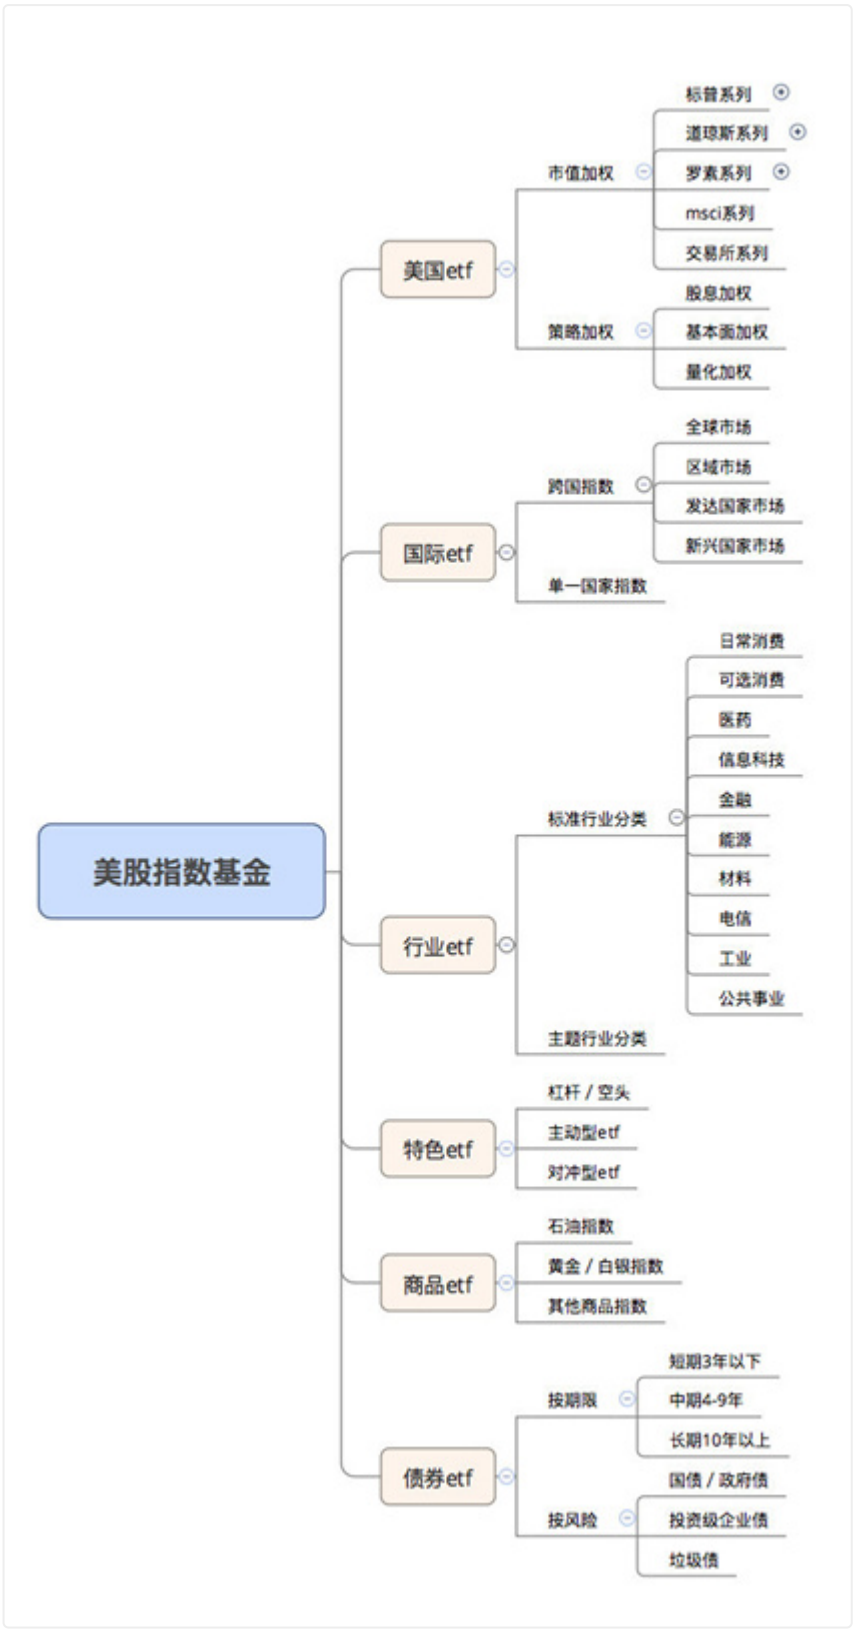 美股指数基金
美国etf
市值加权
标普系列
道琼斯系列
罗素系列
msci系列
交易所系列
策略加权
股息加权
基本面加权
量化加权
国际etf
跨国指数
全球市场
区域市场
发达国家市场
新兴国家市场
单一国家指数
行业etf
标准行业分类
日常消费
可选消费
医药
信息科技
金融
能源
材料
电信
工业
公共事业
主题行业分类
特色etf
杠杆 / 空头
主动型etf
对冲型etf
商品etf
石油指数
黄金 / 白银指数
其他商品指数
债券etf
按期限
短期3年以下
中期4-9年
长期10年以上
按风险
国债 / 政府债
投资级企业债
垃圾债